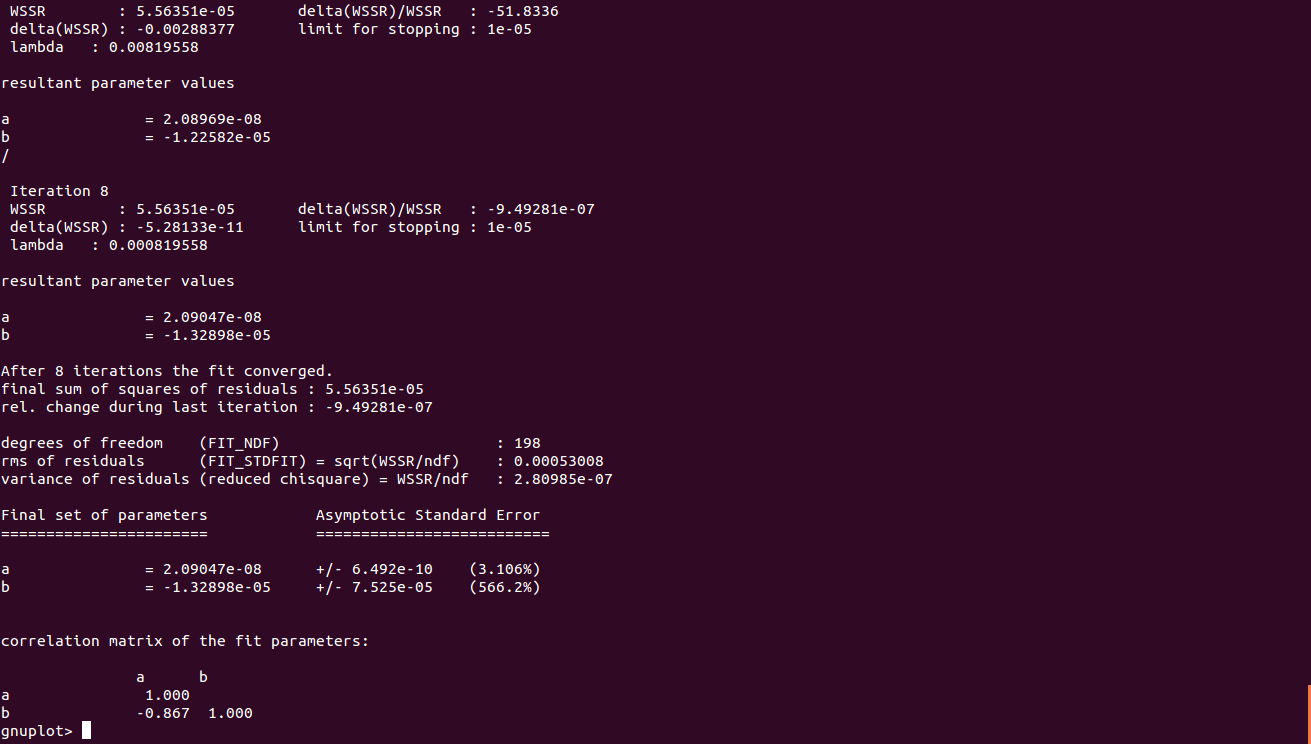 WSSR        : 5.56351e-05       delta(WSSR)/WSSR   : -51.8336
delta(WSSR) : -0.00288377       limit for stopping : 1e-05
lambda   : 0.00819558
resultant parameter values
a               = 2.08969e-08
b               = -1.22582e-05
/
Iteration 8
WSSR        : 5.56351e-05       delta(WSSR)/WSSR   : -9.49281e-07
delta(WSSR) : -5.28133e-11      limit for stopping : 1e-05
lambda   : 0.000819558
resultant parameter values
a               = 2.09047e-08
b               = -1.32898e-05
After 8 iterations the fit converged.
final sum of squares of residuals : 5.56351e-05
rel. change during last iteration : -9.49281e-07
degrees of freedom    (FIT_NDF)                        : 198
rms of residuals      (FIT_STDFIT) = sqrt(WSSR/ndf)    : 0.00053008
variance of residuals (reduced chisquare) = WSSR/ndf   : 2.80985e-07
Final set of parameters            Asymptotic Standard Error
=======================            ==========================
a               = 2.09047e-08      +/- 6.492e-10    (3.106%)
b               = -1.32898e-05     +/- 7.525e-05    (566.2%)
correlation matrix of the fit parameters:
a      b
a               1.000
b              -0.867  1.000
gnuplot>